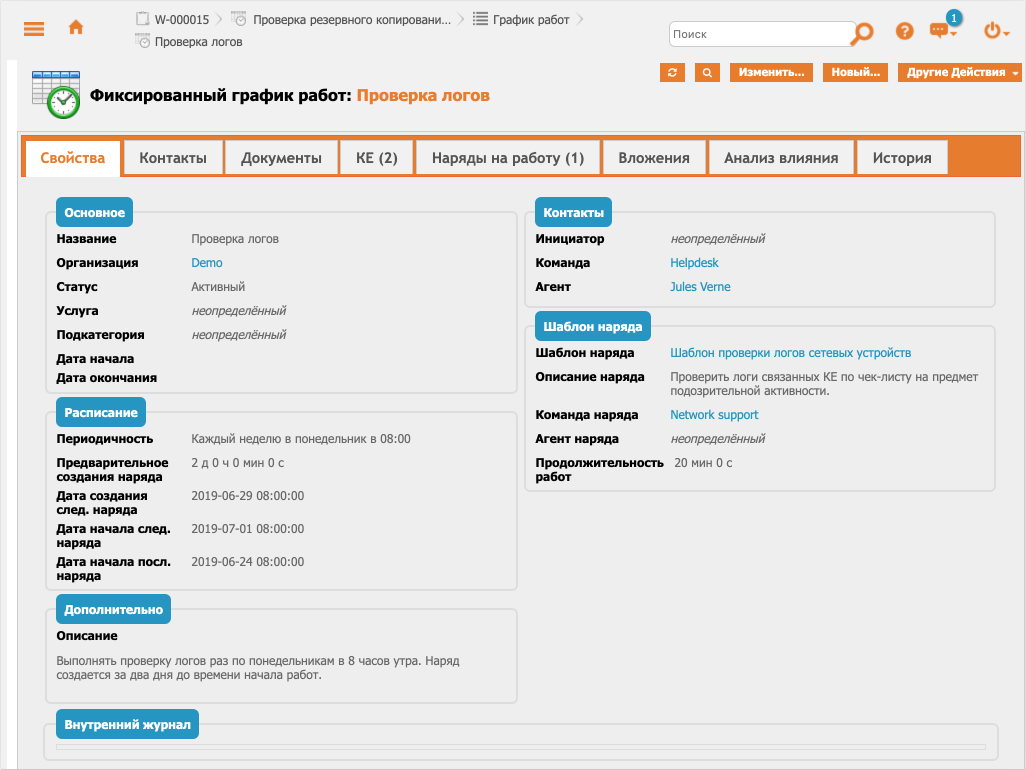 W-000015
Проверка резервного копировани...
График работ
Проверка логов
Поиск
1
Изменить...
Новый...
Другие Действия
Фиксированный график работ: Проверка логов
Свойства
Контакты
Документы
КЕ (2)
Наряды на работу (1)
Вложения
Анализ влияния
История
Основное
Название Проверка логов
Организация Demo
Статус Активный
Услуга неопределённый
Подкатегория неопределённый
Дата начала
Дата окончания
Расписание
Периодичность Каждый неделю в понедельник в 08:00
Предварительное 2 д 0 ч 0 мин 0 с
создания наряда
Дата создания 2019-06-29 08:00:00
след. наряда
Дата начала след. 2019-07-01 08:00:00
наряда
Дата начала посл. 2019-06-24 08:00:00
наряда
Дополнительно
Описание
Выполнять проверку логов раз по понедельникам в 8 часов утра. Наряд
создается за два дня до времени начала работ.
Контакты
Инициатор неопределённый
Команда Helpdesk
Агент Jules Verne
Шаблон наряда
Шаблон наряда Шаблон проверки логов сетевых устройств
Описание наряда Проверить логи связанных КЕ по чек-листу на предмет
подозрительной активности.
Команда наряда Network support
Агент наряда неопределённый
Продолжительность 20 мин 0 с
работ
Внутренний журнал